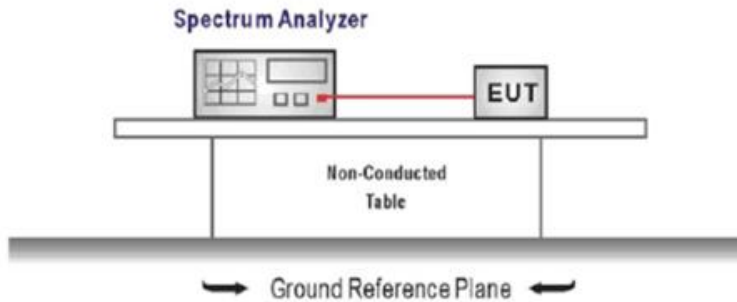 Spectrum Analyzer
EUT
Non-Conducted
Table
Ground Reference Plane